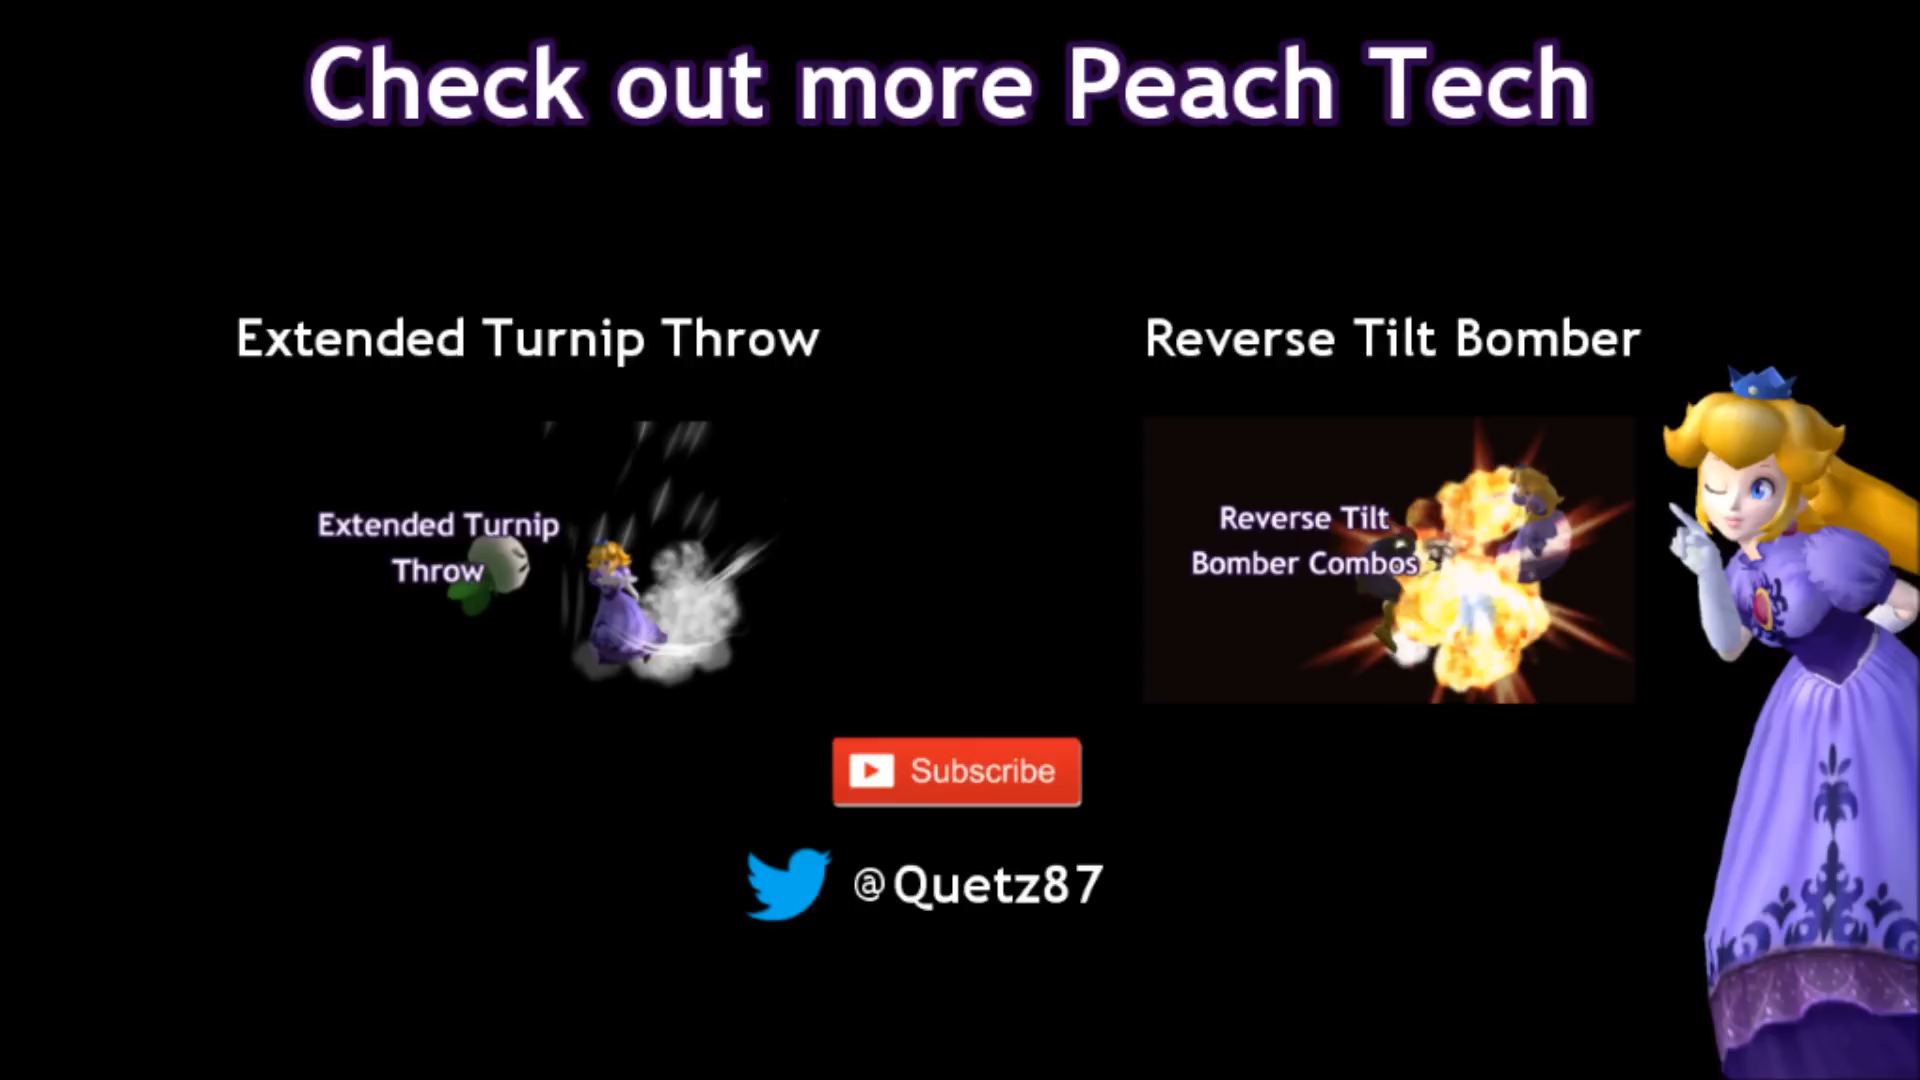 Check out more Peach Tech
Extended Turnip Throw
Reverse Tilt Bomber
Extended Turnip
Throw
Reverse Tilt
Bomber Combos
Subscribe
@Quetz87